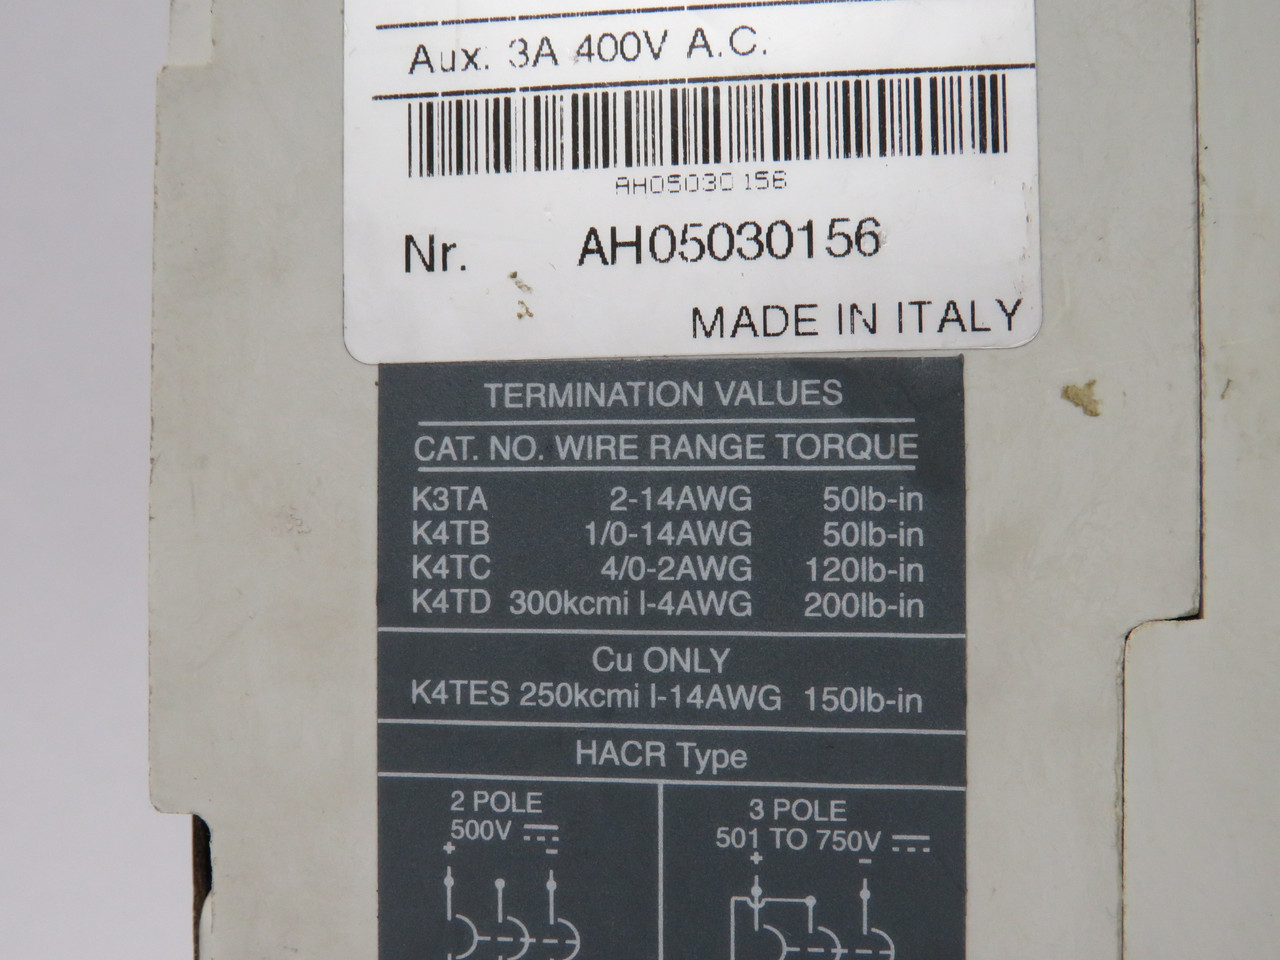 Aux. 3A 400V A.C.
AH05030156
Nr. AH05030156
MADE IN ITALY
TERMINATION VALUES
CAT. NO. WIRE RANGE TORQUE
K3TA 2-14AWG 50lb-in
K4TB 1/0-14AWG 50lb-in
K4TC 4/0-2AWG 120lb-in
K4TD 300kcmi l-4AWG 200lb-in
Cu ONLY
K4TES 250kcmi l-14AWG 150lb-in
HACR Type
2 POLE
500V ⎓
+ -
3 POLE
501 TO 750V ⎓
+ -